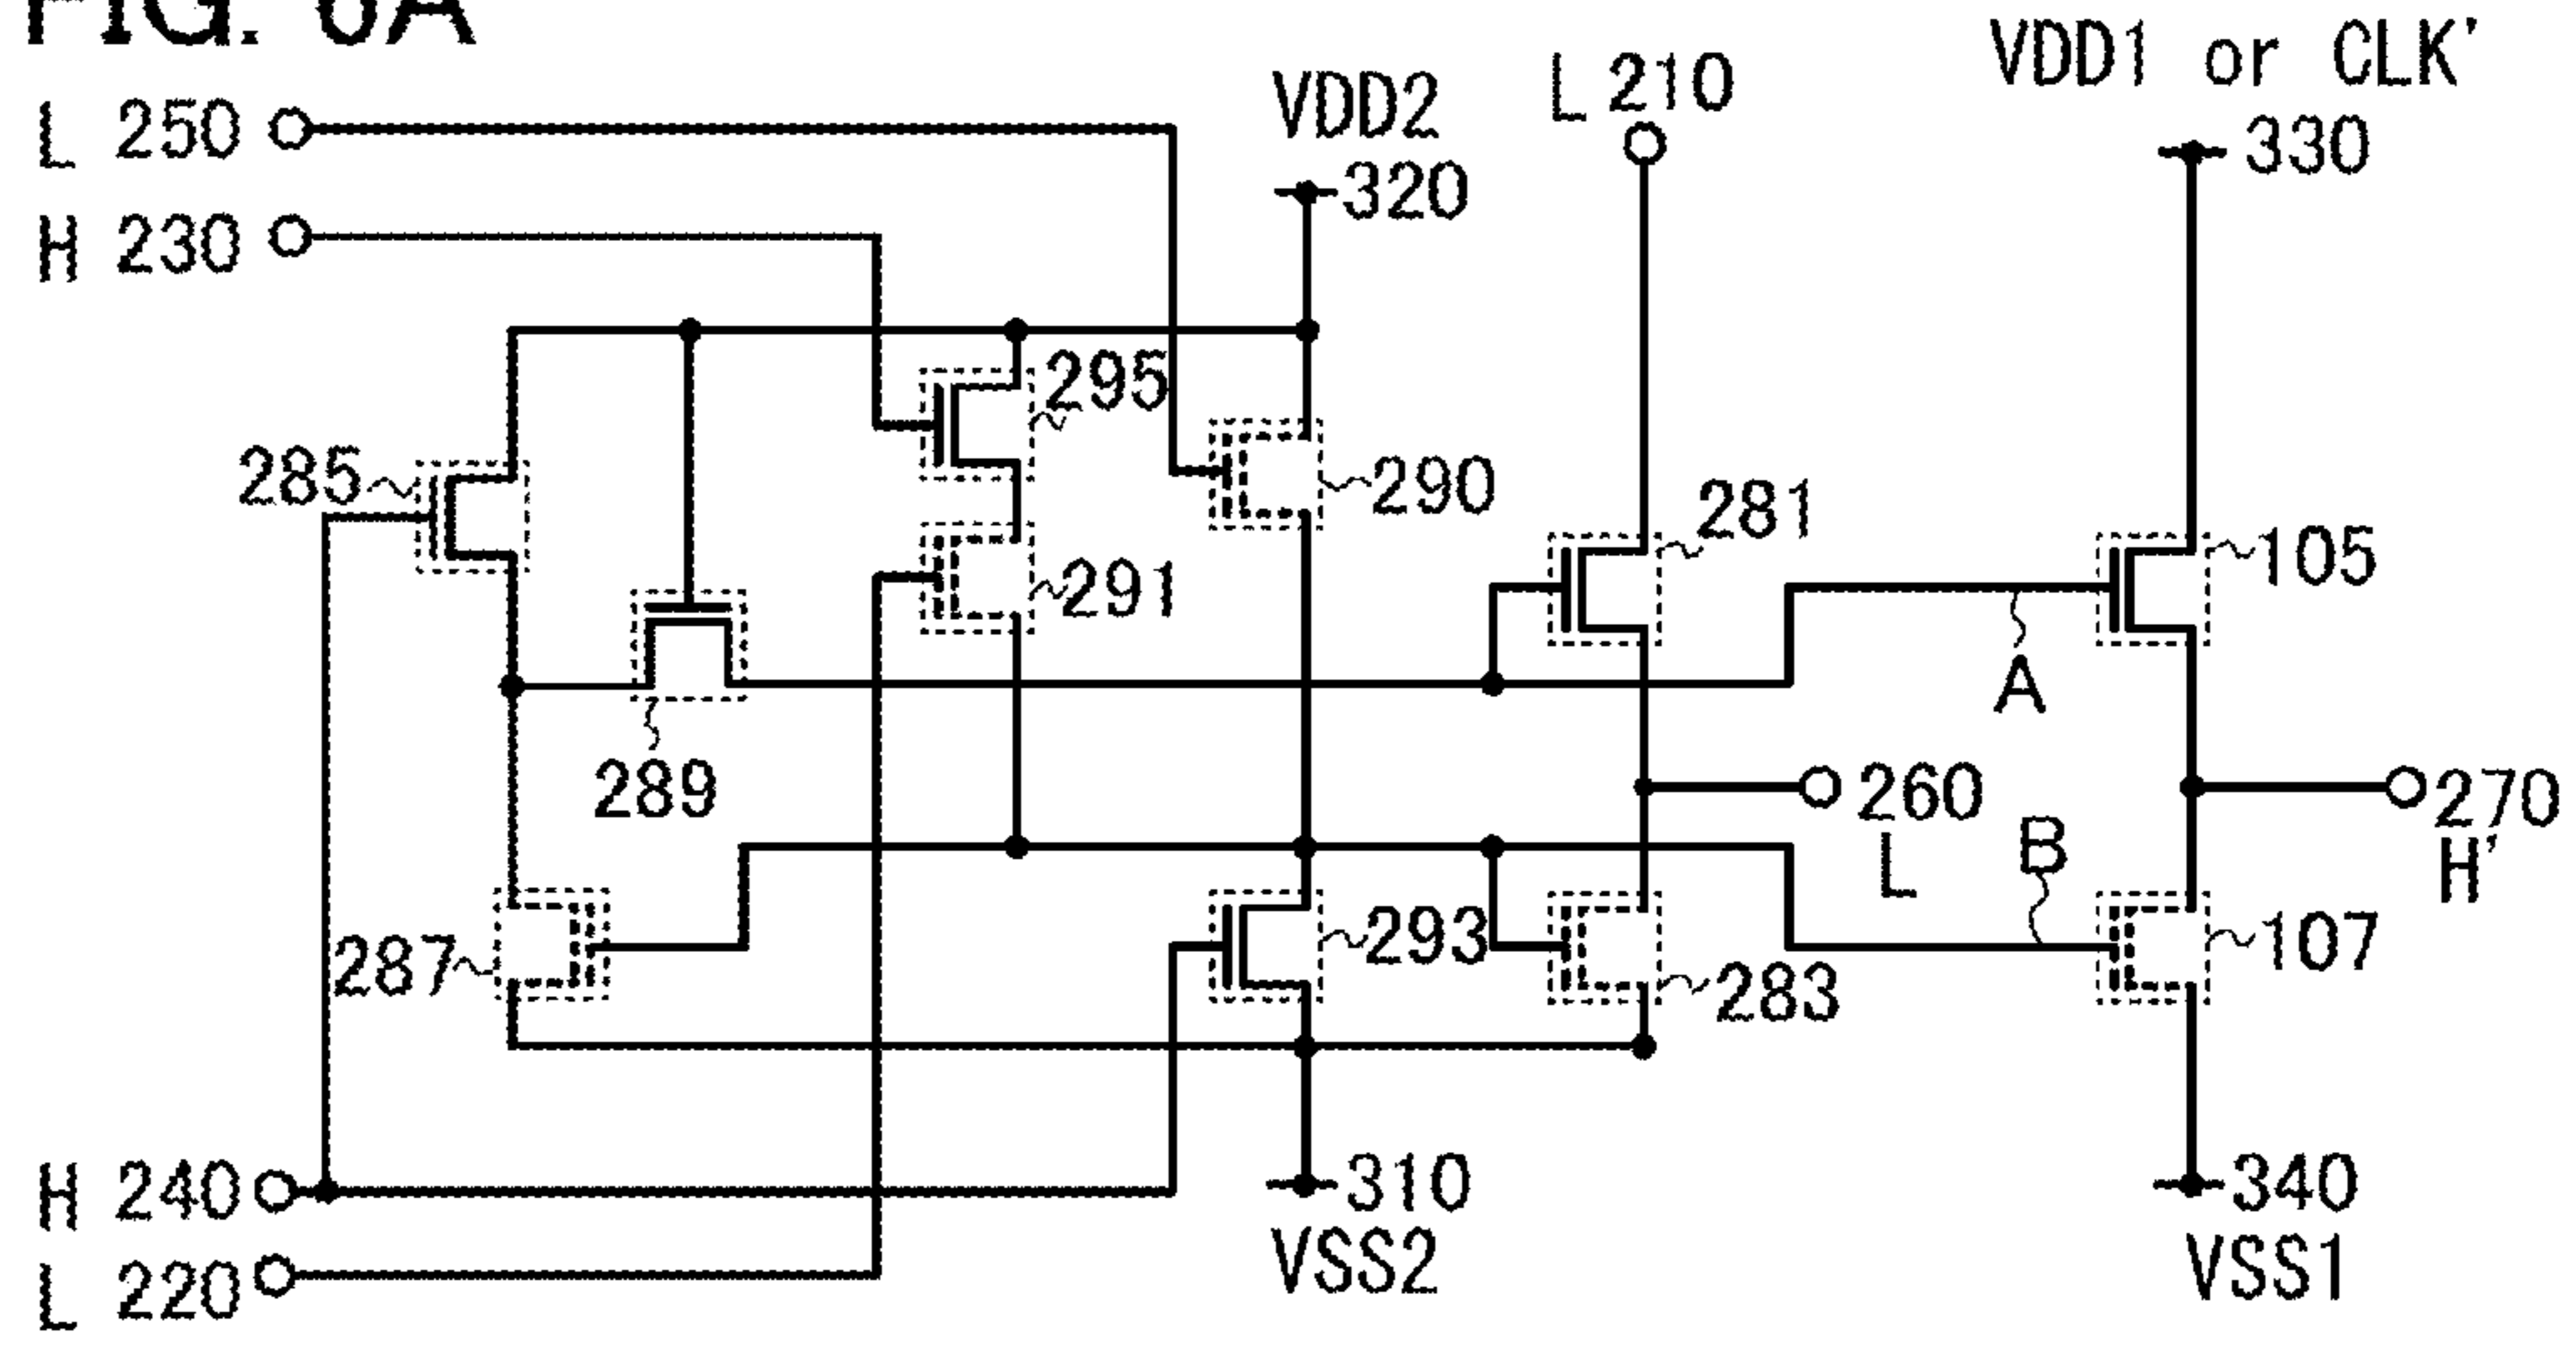 FIG. 6A
VDD1 or CLK'
330
L 210
VDD2
320
L 250
H 230
295
285
290
281
105
291
A
289
260
L
270
H'
B
287
293
283
107
H 240
310
VSS2
340
VSS1
L 220